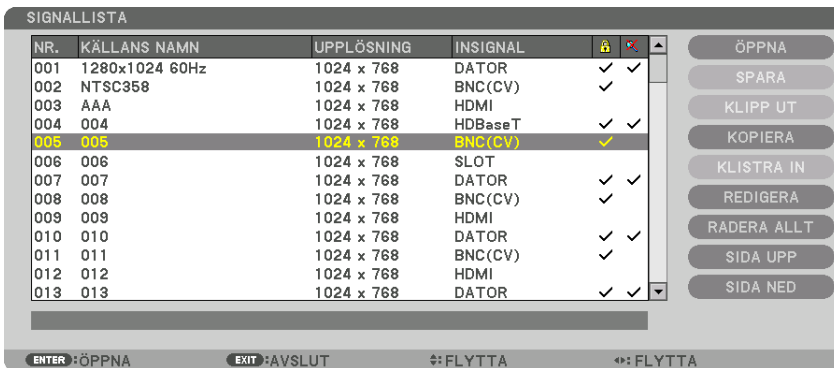 SIGNALLISTA
NR. KÄLLANS NAMN UPPLÖSNING INSIGNAL
001 1280x1024 60Hz 1024 x 768 DATOR ✓ ✓
002 NTSC358 1024 x 768 BNC(CV) ✓
003 AAA 1024 x 768 HDMI
004 004 1024 x 768 HDBaseT ✓ ✓
005 005 1024 x 768 BNC(CV) ✓
006 006 1024 x 768 SLOT
007 007 1024 x 768 DATOR ✓ ✓
008 008 1024 x 768 BNC(CV) ✓
009 009 1024 x 768 HDMI
010 010 1024 x 768 DATOR ✓ ✓
011 011 1024 x 768 BNC(CV) ✓
012 012 1024 x 768 HDMI
013 013 1024 x 768 DATOR ✓ ✓
ÖPPNA
SPARA
KLIPP UT
KOPIERA
KLISTRA IN
REDIGERA
RADERA ALLT
SIDA UPP
SIDA NED
ENTER :ÖPPNA EXIT :AVSLUT :FLYTTA :FLYTTA